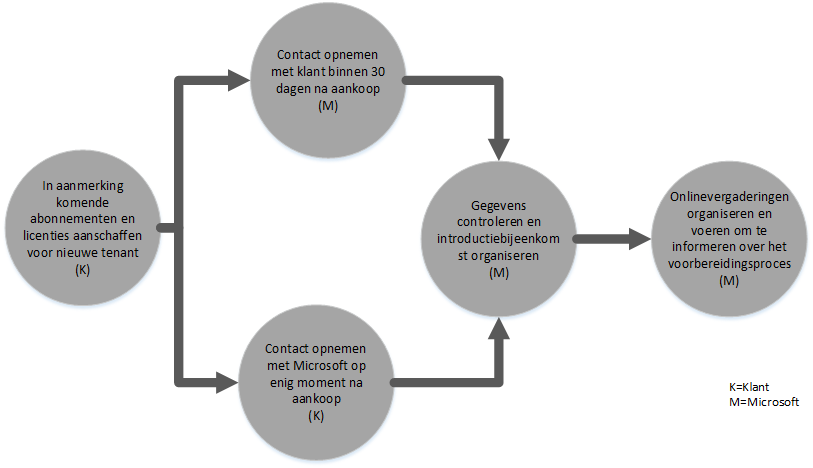 In aanmerking
komende
abonnementen en
licenties aanschaffen
voor nieuwe tenant
(K)
Contact opnemen
met klant binnen 30
dagen na aankoop
(M)
Contact opnemen
met Microsoft op
enig moment na
aankoop
(K)
Gegevens
controleren en
introductiebijeenkom
st organiseren
(M)
Onlinevergaderingen
organiseren en
voeren om te
informeren over het
voorbereidingsproces
(M)
K=Klant
M=Microsoft